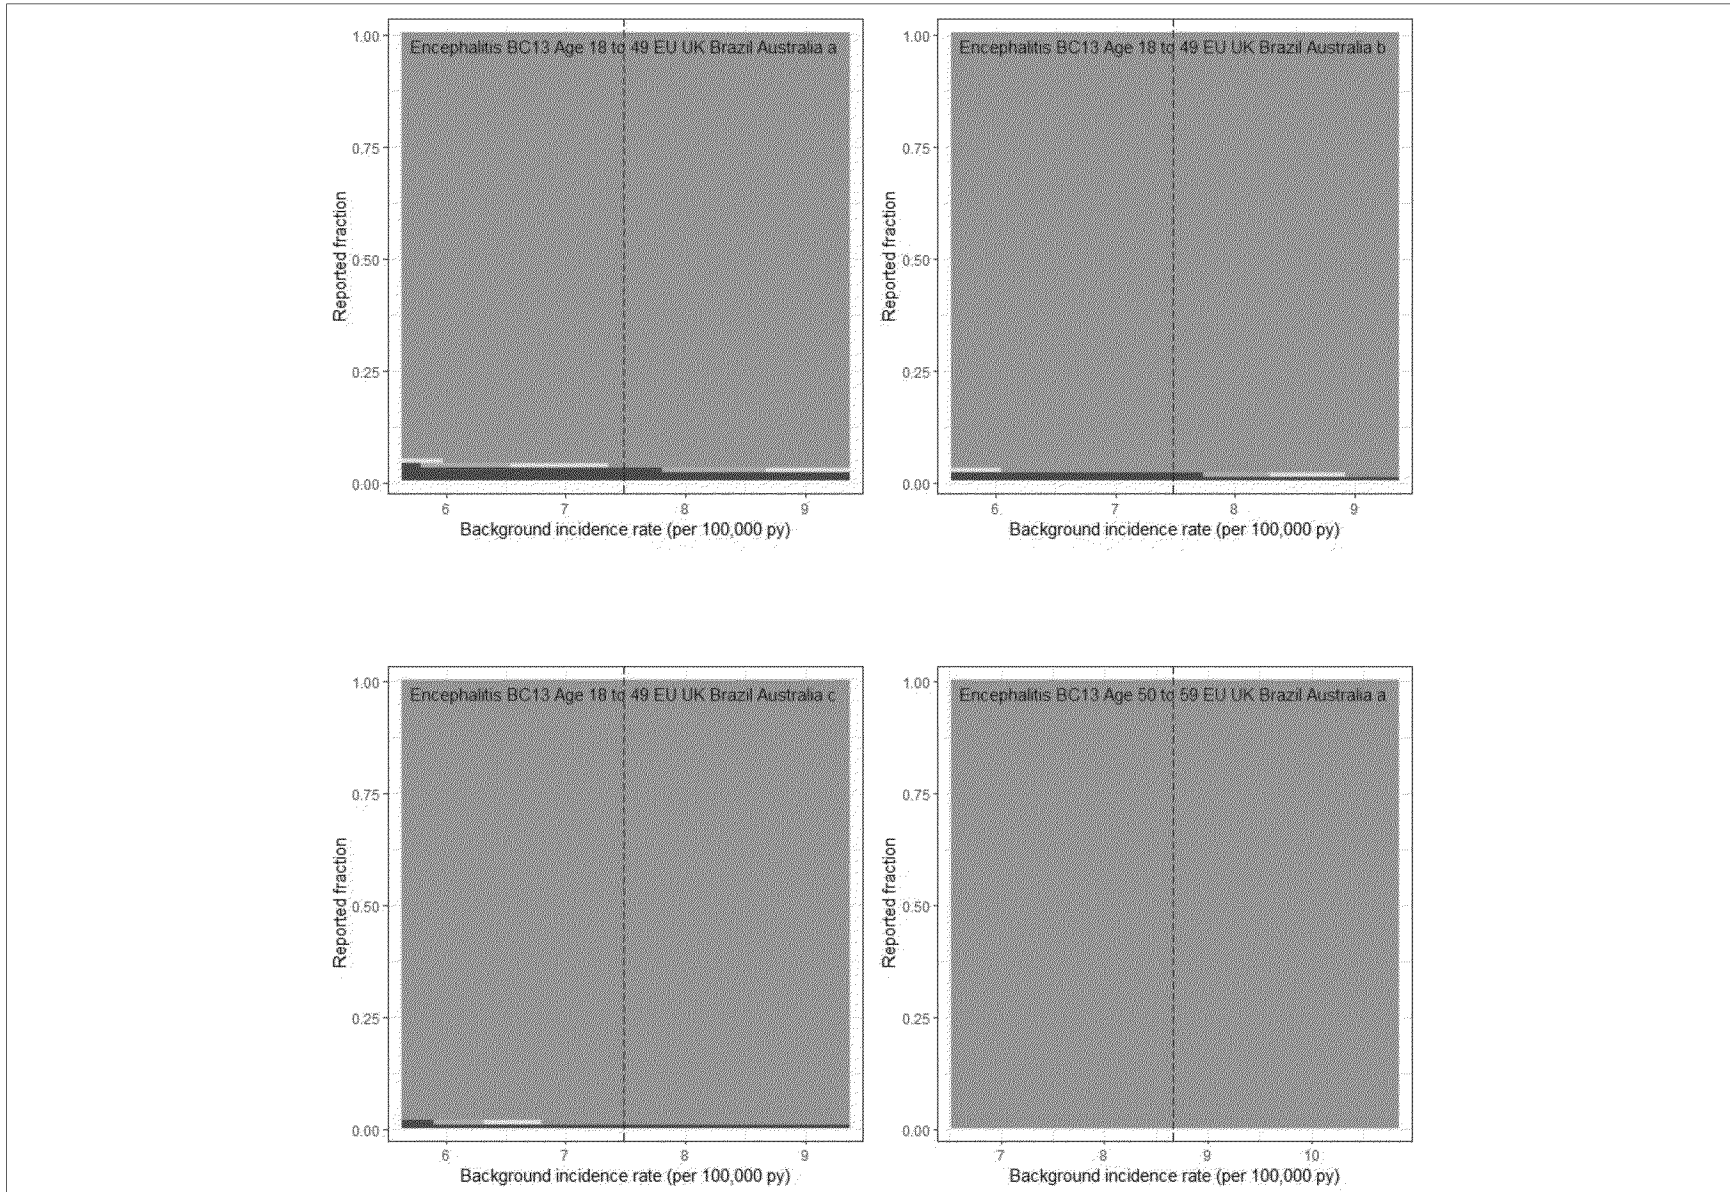 Encephalitis BC13 Age 18 to 49 EU UK Brazil Australia a
1.00
0.75
0.50
0.25
0.00
Reported fraction
6 7 8 9
Background incidence rate (per 100,000 py)
Encephalitis BC13 Age 18 to 49 EU UK Brazil Australia b
1.00
0.75
0.50
0.25
0.00
Reported fraction
6 7 8 9
Background incidence rate (per 100,000 py)
Encephalitis BC13 Age 18 to 49 EU UK Brazil Australia c
1.00
0.75
0.50
0.25
0.00
Reported fraction
6 7 8 9
Background incidence rate (per 100,000 py)
Encephalitis BC13 Age 50 to 59 EU UK Brazil Australia a
1.00
0.75
0.50
0.25
0.00
Reported fraction
7 8 9 10
Background incidence rate (per 100,000 py)